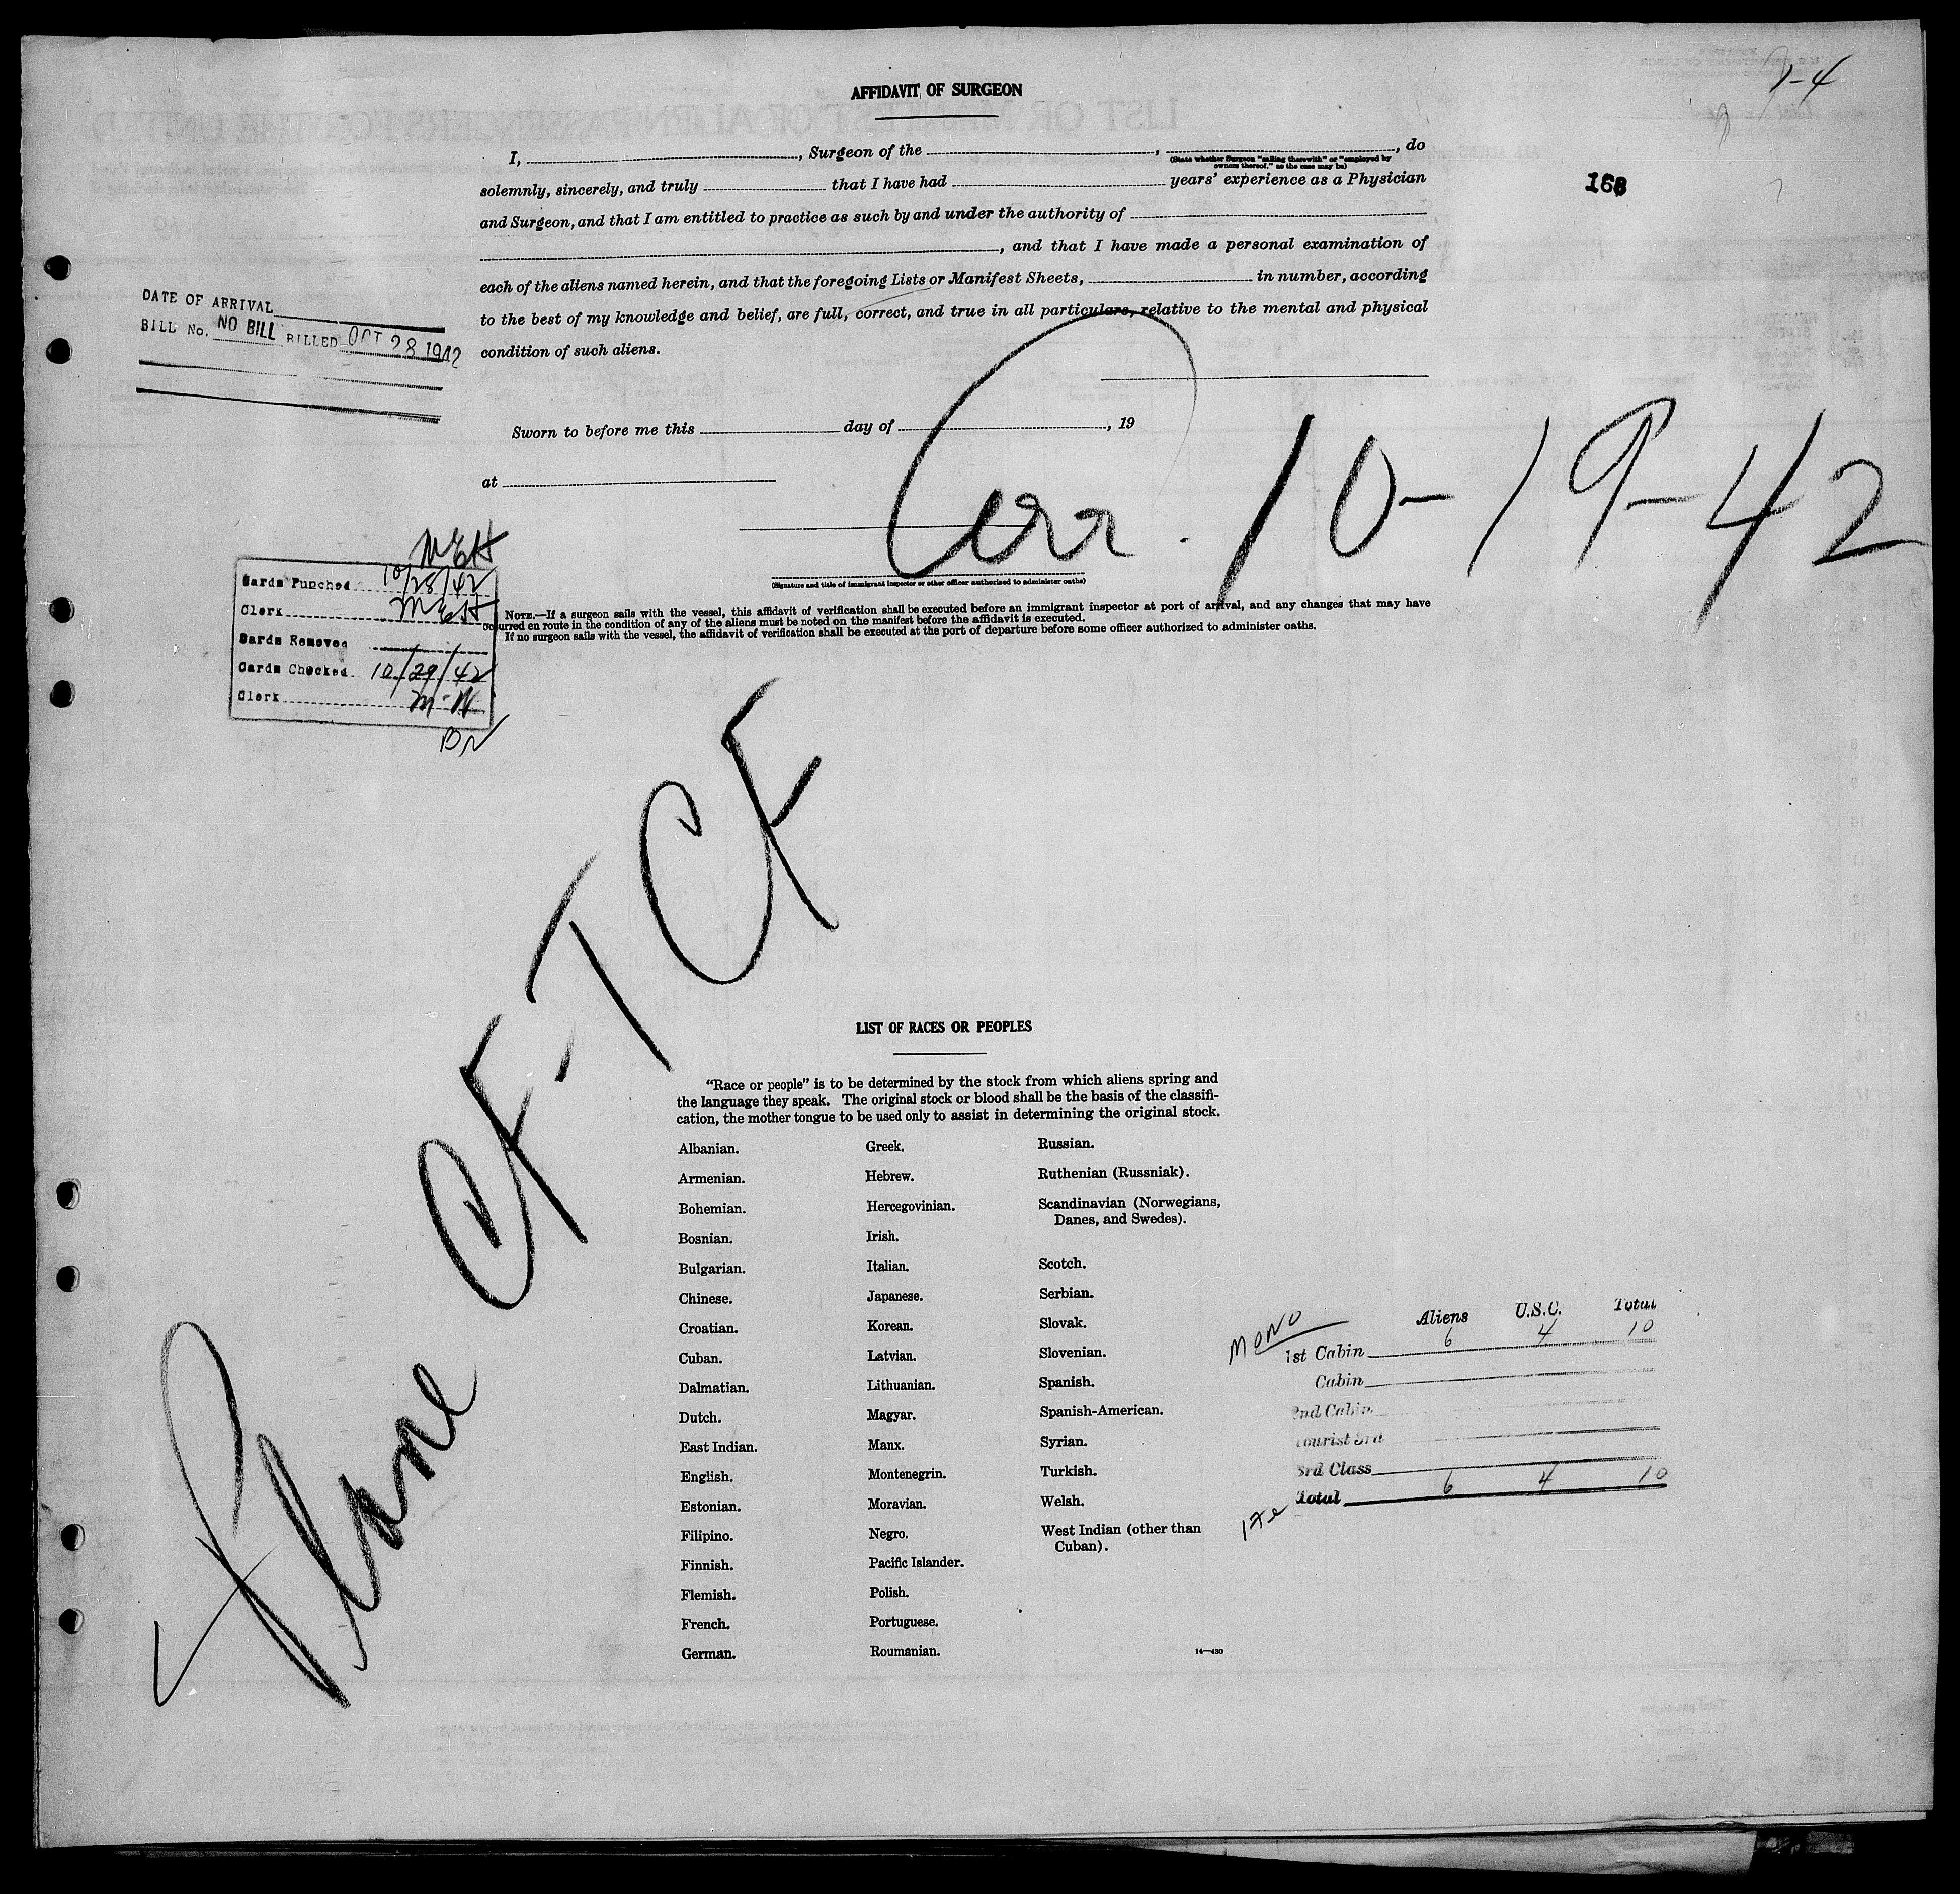 AFFIDAVIT OF SURGEON
9-4
168
I, , Surgeon of the , , do
(State whether Surgeon "sailing therewith" or "employed by
owners thereof," as the case may be)
solemnly, sincerely, and truly that I have had years' experience as a Physician
and Surgeon, and that I am entitled to practice as such by and under the authority of
, and that I have made a personal examination of
each of the aliens named herein, and that the foregoing Lists or Manifest Sheets, in number, according
to the best of my knowledge and belief, are full, correct, and true in all particulars, relative to the mental and physical
condition of such aliens.
DATE OF ARRIVAL
BILL No. NO BILL BILLED OCT 28 1942
Sworn to before me this day of , 19
at
Arr. 10-19-42
(Signature and title of immigrant inspector or other officer authorized to administer oaths)
NOTE.—If a surgeon sails with the vessel, this affidavit of verification shall be executed before an immigrant inspector at port of arrival, and any changes that may have
occurred en route in the condition of any of the aliens must be noted on the manifest before the affidavit is executed.
If no surgeon sails with the vessel, the affidavit of verification shall be executed at the port of departure before some officer authorized to administer oaths.
MEH
Cards Punched 10/28/42
Clerk MEH
Cards Removed
Cards Checked 10/29/42
Clerk M-N
BN
Plane CF-TCF
LIST OF RACES OR PEOPLES
"Race or people" is to be determined by the stock from which aliens spring and
the language they speak. The original stock or blood shall be the basis of the classifi-
cation, the mother tongue to be used only to assist in determining the original stock.
Albanian.
Armenian.
Bohemian.
Bosnian.
Bulgarian.
Chinese.
Croatian.
Cuban.
Dalmatian.
Dutch.
East Indian.
English.
Estonian.
Filipino.
Finnish.
Flemish.
French.
German.
Greek.
Hebrew.
Hercegovinian.
Irish.
Italian.
Japanese.
Korean.
Latvian.
Lithuanian.
Magyar.
Manx.
Montenegrin.
Moravian.
Negro.
Pacific Islander.
Polish.
Portuguese.
Roumanian.
Russian.
Ruthenian (Russniak).
Scandinavian (Norwegians,
Danes, and Swedes).
Scotch.
Serbian.
Slovak.
Slovenian.
Spanish.
Spanish-American.
Syrian.
Turkish.
Welsh.
West Indian (other than
Cuban).
14—430
MONO
Aliens U.S.C. Total
1st Cabin 6 4 10
Cabin
2nd Cabin
Tourist 3rd
3rd Class
Total 6 4 10